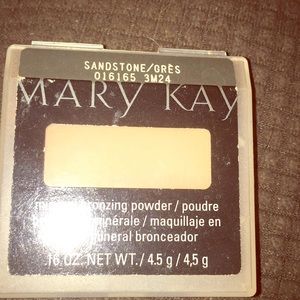 SANDSTONE/GRÈS
016165 3M24
MARY KAY
bronzing powder / poudre
minérale / maquillaje en
mineral bronceador
.16 OZ. NET WT. / 4.5 g / 4,5 g